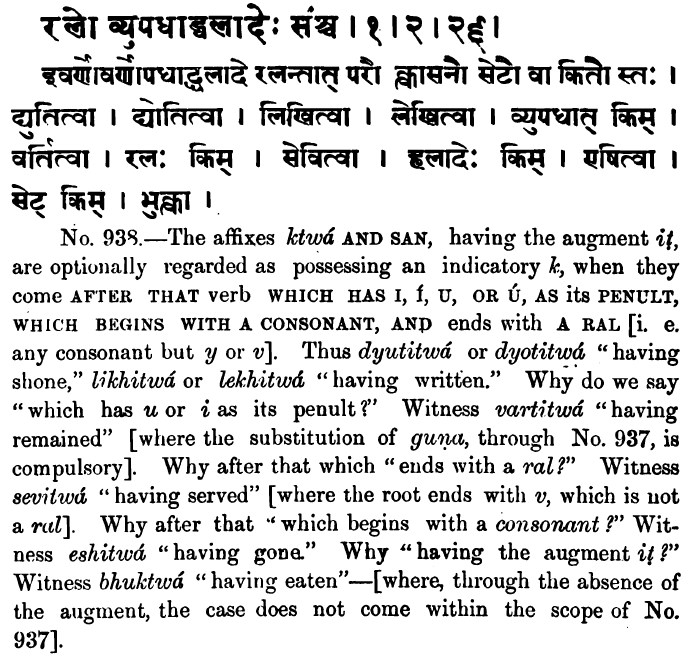 रलो व्युपधाद्धलादेः संश्च । १ । २ । २६ ।
इवर्णोवर्णोपधाद्धलादे रलन्तात् परौ क्त्वासनौ सेटौ वा कितौ स्तः ।
द्युतित्वा । द्योतित्वा । लिखित्वा । लेखित्वा । व्युपधात् किम् ।
वर्तित्वा । रलः किम् । सेवित्वा । हलादेः किम् । एषित्वा ।
सेट् किम् । भुक्त्वा ।
No. 938.—The affixes ktwá AND SAN, having the augment iṭ,
are optionally regarded as possessing an indicatory k, when they
come AFTER THAT verb WHICH HAS I, Í, U, OR Ú, AS its PENULT,
WHICH BEGINS WITH A CONSONANT, AND ends with A RAL [i. e.
any consonant but y or v]. Thus dyutitwá or dyotitwá "having
shone," likhitwá or lekhitwá "having written." Why do we say
"which has u or i as its penult?" Witness vartitwá "having
remained" [where the substitution of guṇa, through No. 937, is
compulsory]. Why after that which "ends with a ral?" Witness
sevitwá "having served" [where the root ends with v, which is not
a ral]. Why after that "which begins with a consonant?" Wit-
ness eshitwá "having gone." Why "having the augment iṭ?"
Witness bhuktwá "having eaten"—[where, through the absence of
the augment, the case does not come within the scope of No.
937].